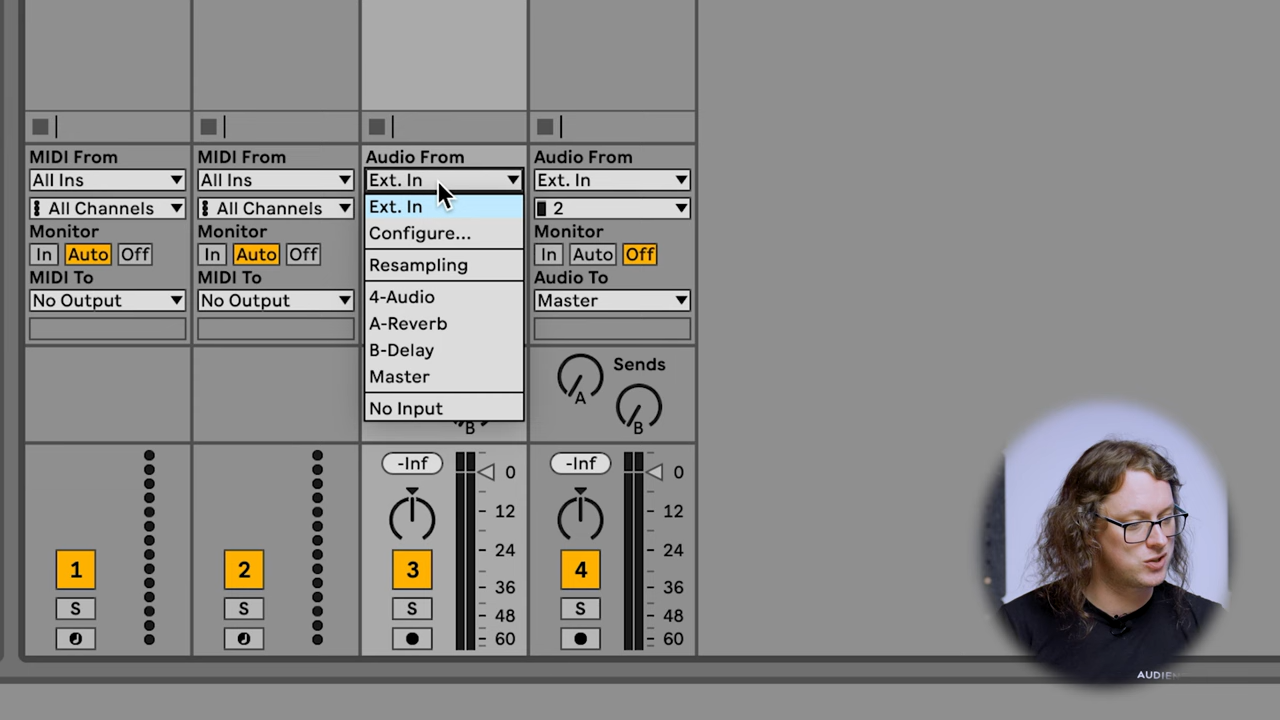 MIDI From
All Ins
All Channels
Monitor
In Auto Off
MIDI To
No Output
1
S
MIDI From
All Ins
All Channels
Monitor
In Auto Off
MIDI To
No Output
2
S
Audio From
Ext. In
Ext. In
Configure...
Resampling
4-Audio
A-Reverb
B-Delay
Master
No Input
B
-Inf
0
12
24
36
48
60
3
S
Audio From
Ext. In
2
Monitor
In Auto Off
Audio To
Master
Sends
A
B
-Inf
0
12
24
36
48
60
4
S